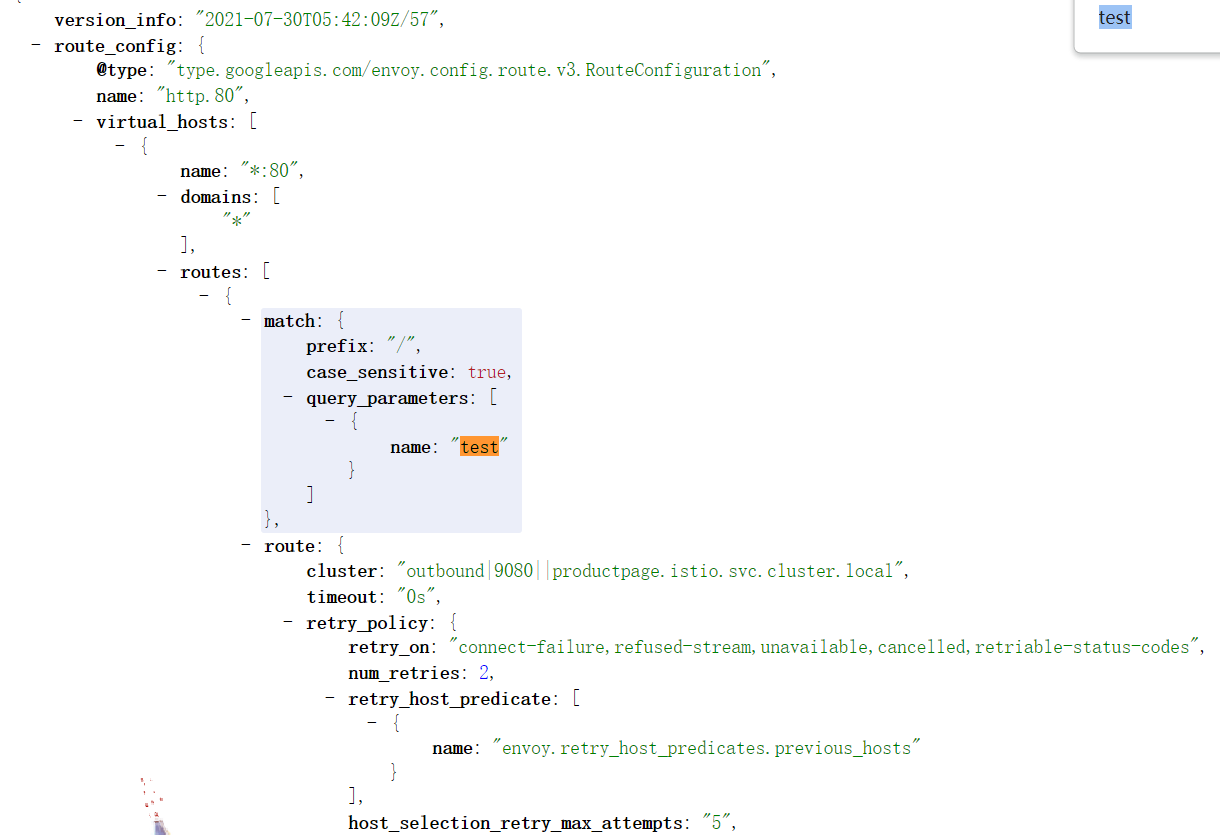 version_info: "2021-07-30T05:42:09Z/57",
test
- route_config: {
@type: "type.googleapis.com/envoy.config.route.v3.RouteConfiguration",
name: "http.80",
- virtual_hosts: [
- {
name: "*:80",
- domains: [
"*"
],
- routes: [
- {
- match: {
prefix: "/",
case_sensitive: true,
- query_parameters: [
- {
name: "test"
}
]
},
- route: {
cluster: "outbound|9080||productpage.istio.svc.cluster.local",
timeout: "0s",
- retry_policy: {
retry_on: "connect-failure,refused-stream,unavailable,cancelled,retriable-status-codes",
num_retries: 2,
- retry_host_predicate: [
- {
name: "envoy.retry_host_predicates.previous_hosts"
}
],
host_selection_retry_max_attempts: "5",